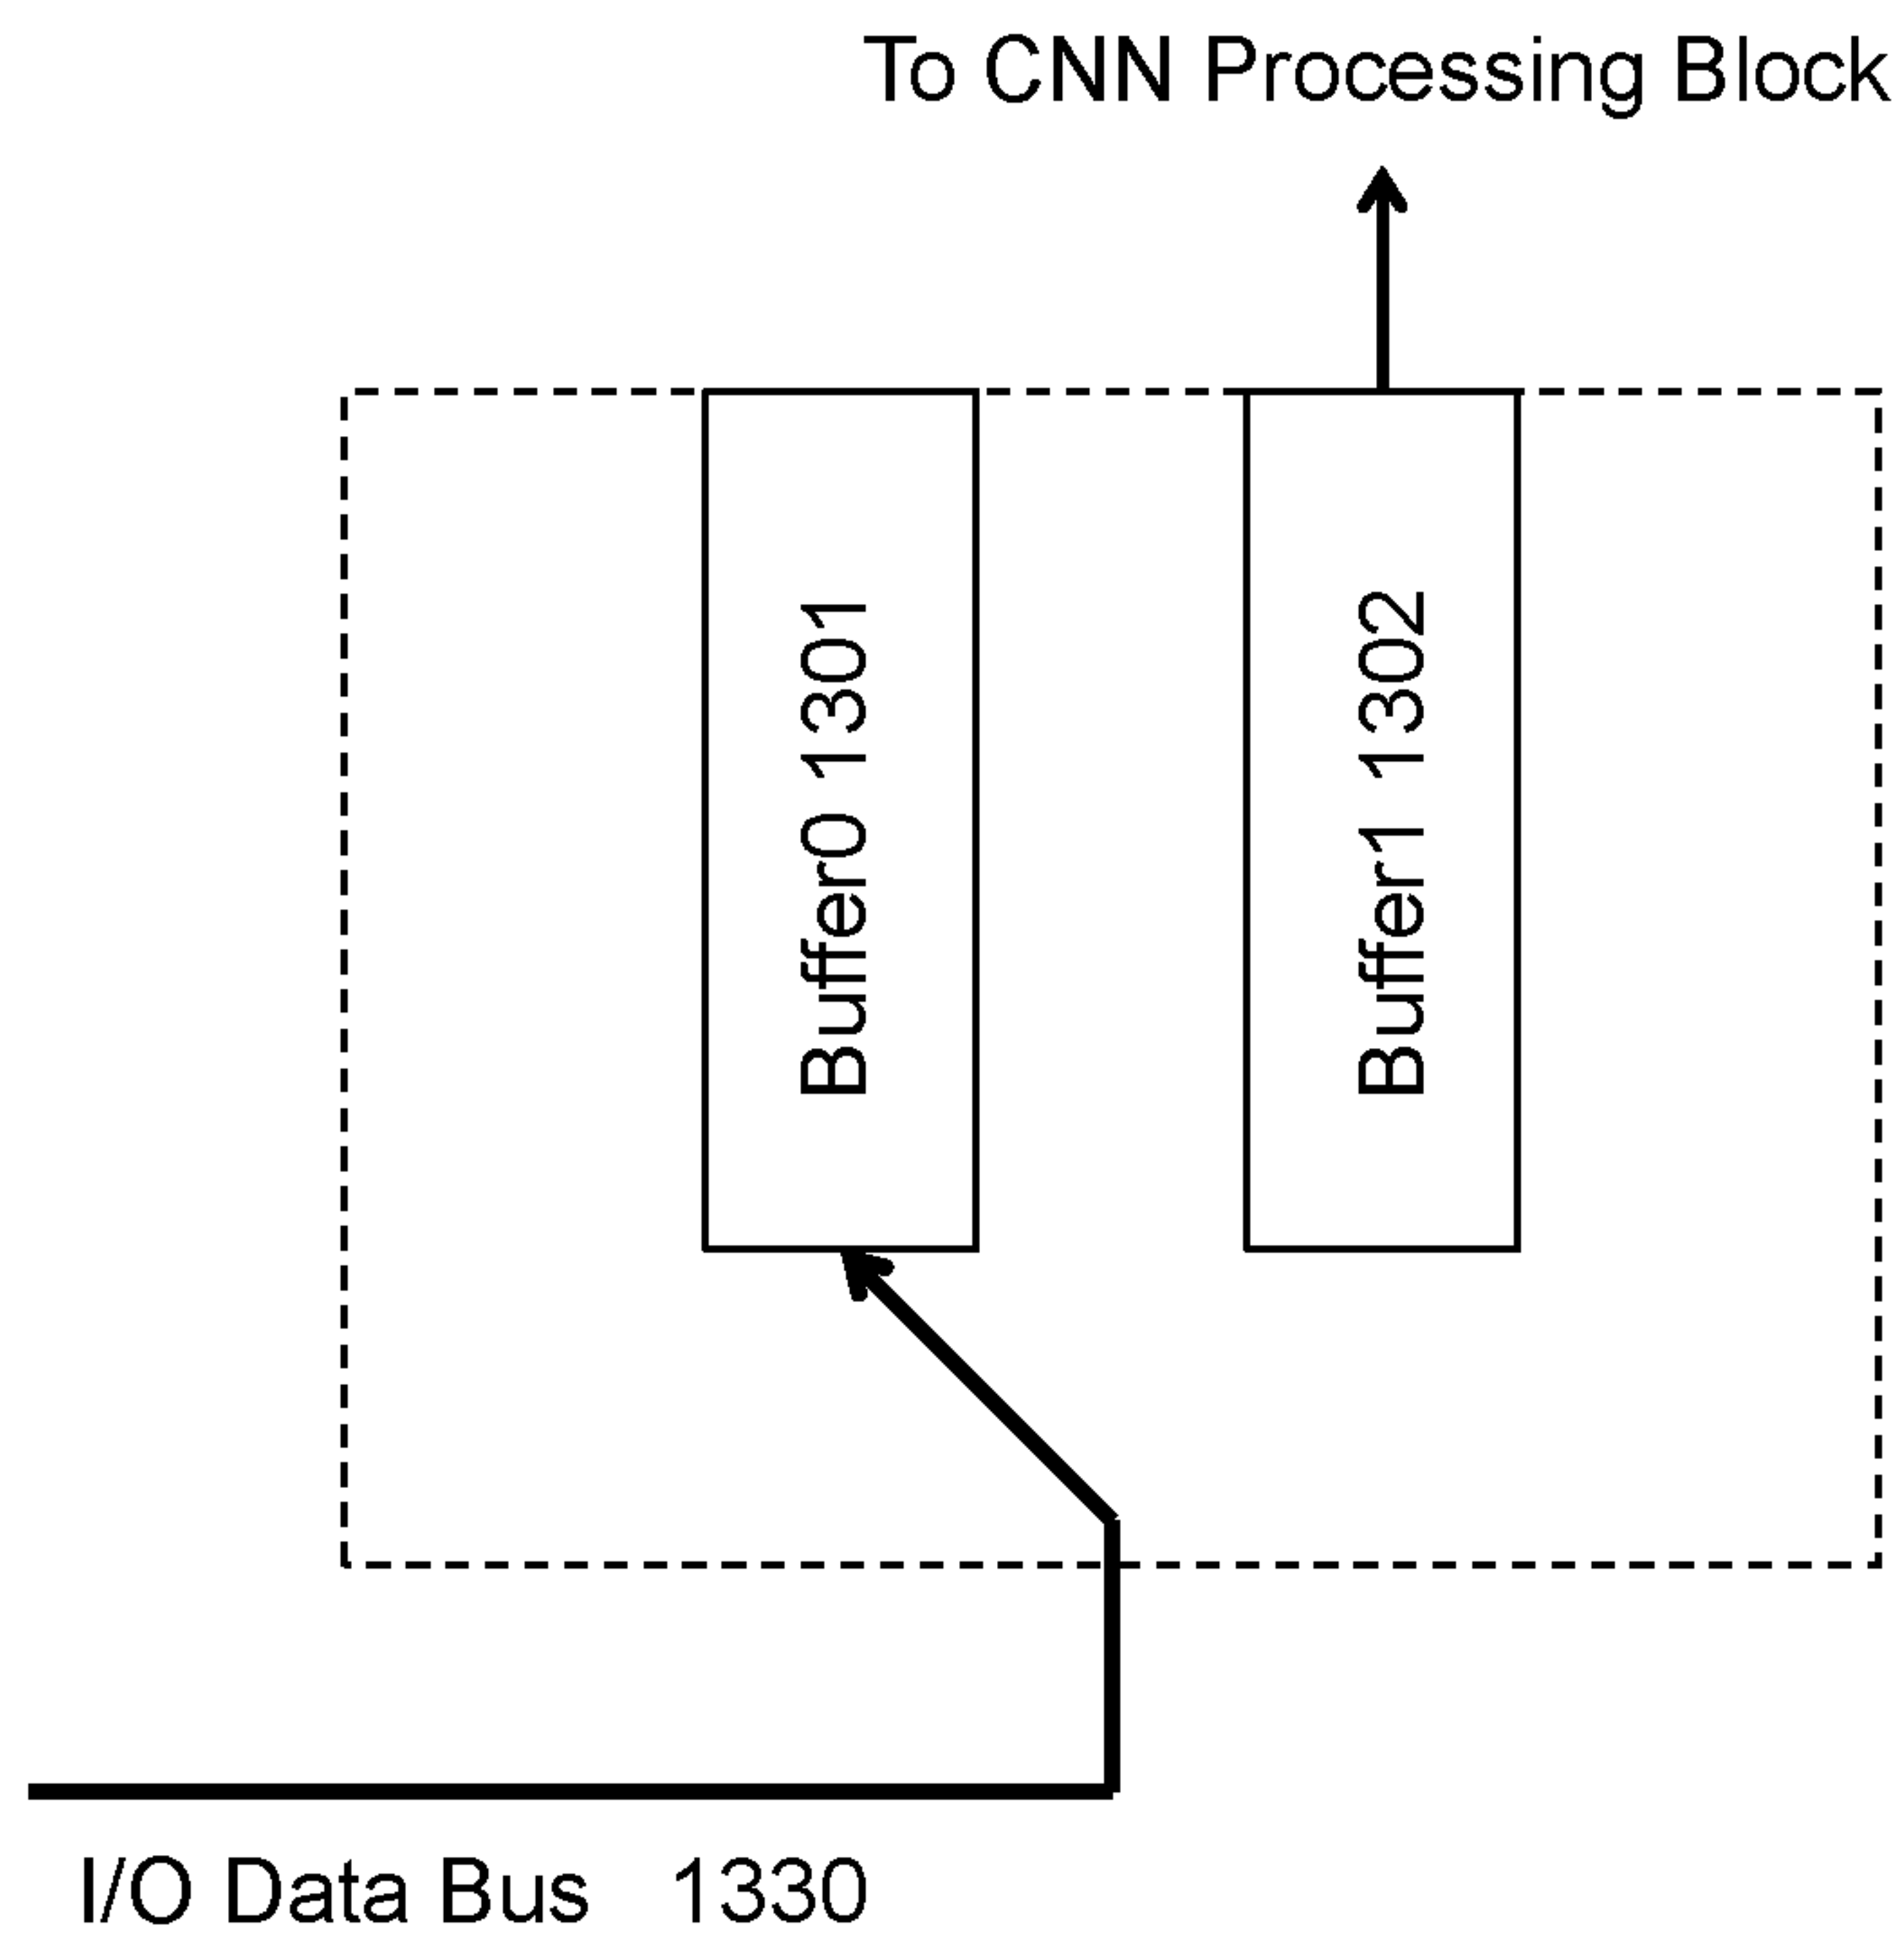 To CNN Processing Block
Buffer0 1301
Buffer1 1302
I/O Data Bus 1330